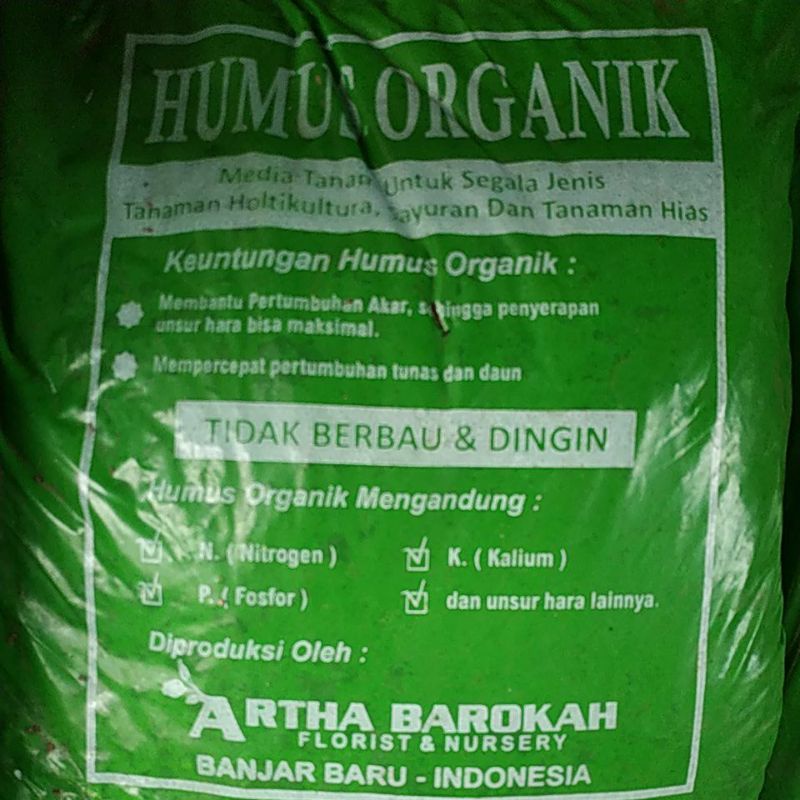 HUMUS ORGANIK
Media Tanam Untuk Segala Jenis
Tanaman Holtikultura, Sayuran Dan Tanaman Hias
Keuntungan Humus Organik :
Membantu Pertumbuhan Akar, sehingga penyerapan
unsur hara bisa maksimal.
Mempercepat pertumbuhan tunas dan daun
TIDAK BERBAU & DINGIN
Humus Organik Mengandung :
N. ( Nitrogen ) K. ( Kalium )
P. ( Fosfor ) dan unsur hara lainnya.
Diproduksi Oleh :
ARTHA BAROKAH
FLORIST & NURSERY
BANJAR BARU - INDONESIA